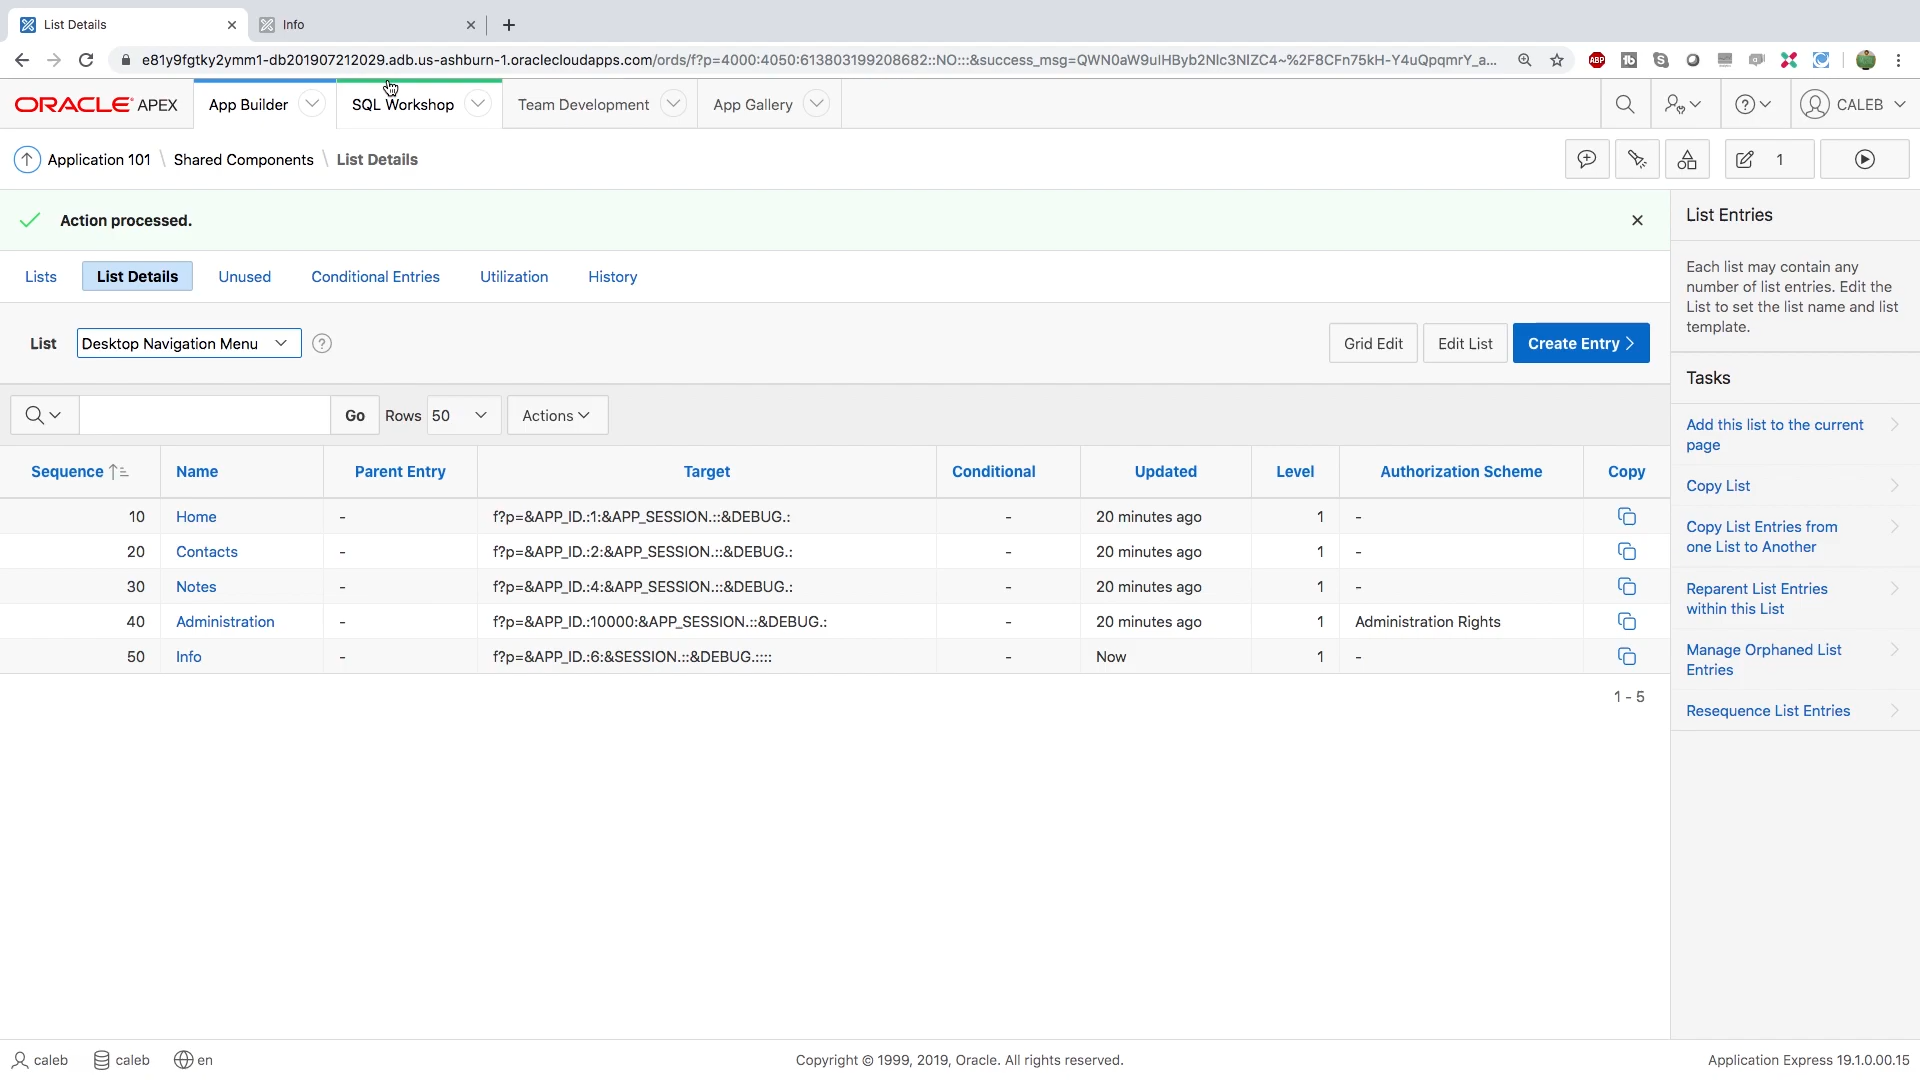 List Details
Info
e81y9fgtky2ymm1-db201907212029.adb.us-ashburn-1.oraclecloudapps.com/ords/f?p=4000:4050:613803199208682::NO:::&success_msg=QWN0aW9uIHByb2Nlc3NlZC4~%2F8CFn75kH-Y4uQpqmrY_a...
ABP
ORACLE APEX
App Builder
SQL Workshop
Team Development
App Gallery
CALEB
Application 101 \ Shared Components \ List Details
1
Action processed.
Lists
List Details
Unused
Conditional Entries
Utilization
History
List
Desktop Navigation Menu
Grid Edit
Edit List
Create Entry
Go
Rows
50
Actions
Sequence Name Parent Entry Target Conditional Updated Level Authorization Scheme Copy
10 Home - f?p=&APP_ID.:1:&APP_SESSION.::&DEBUG.: - 20 minutes ago 1 -
20 Contacts - f?p=&APP_ID.:2:&APP_SESSION.::&DEBUG.: - 20 minutes ago 1 -
30 Notes - f?p=&APP_ID.:4:&APP_SESSION.::&DEBUG.: - 20 minutes ago 1 -
40 Administration - f?p=&APP_ID.:10000:&APP_SESSION.::&DEBUG.: - 20 minutes ago 1 Administration Rights
50 Info - f?p=&APP_ID.:6:&SESSION.::&DEBUG.:::: - Now 1 -
1 - 5
List Entries
Each list may contain any
number of list entries. Edit the
List to set the list name and list
template.
Tasks
Add this list to the current
page
Copy List
Copy List Entries from
one List to Another
Reparent List Entries
within this List
Manage Orphaned List
Entries
Resequence List Entries
caleb
caleb
en
Copyright © 1999, 2019, Oracle. All rights reserved.
Application Express 19.1.0.00.15